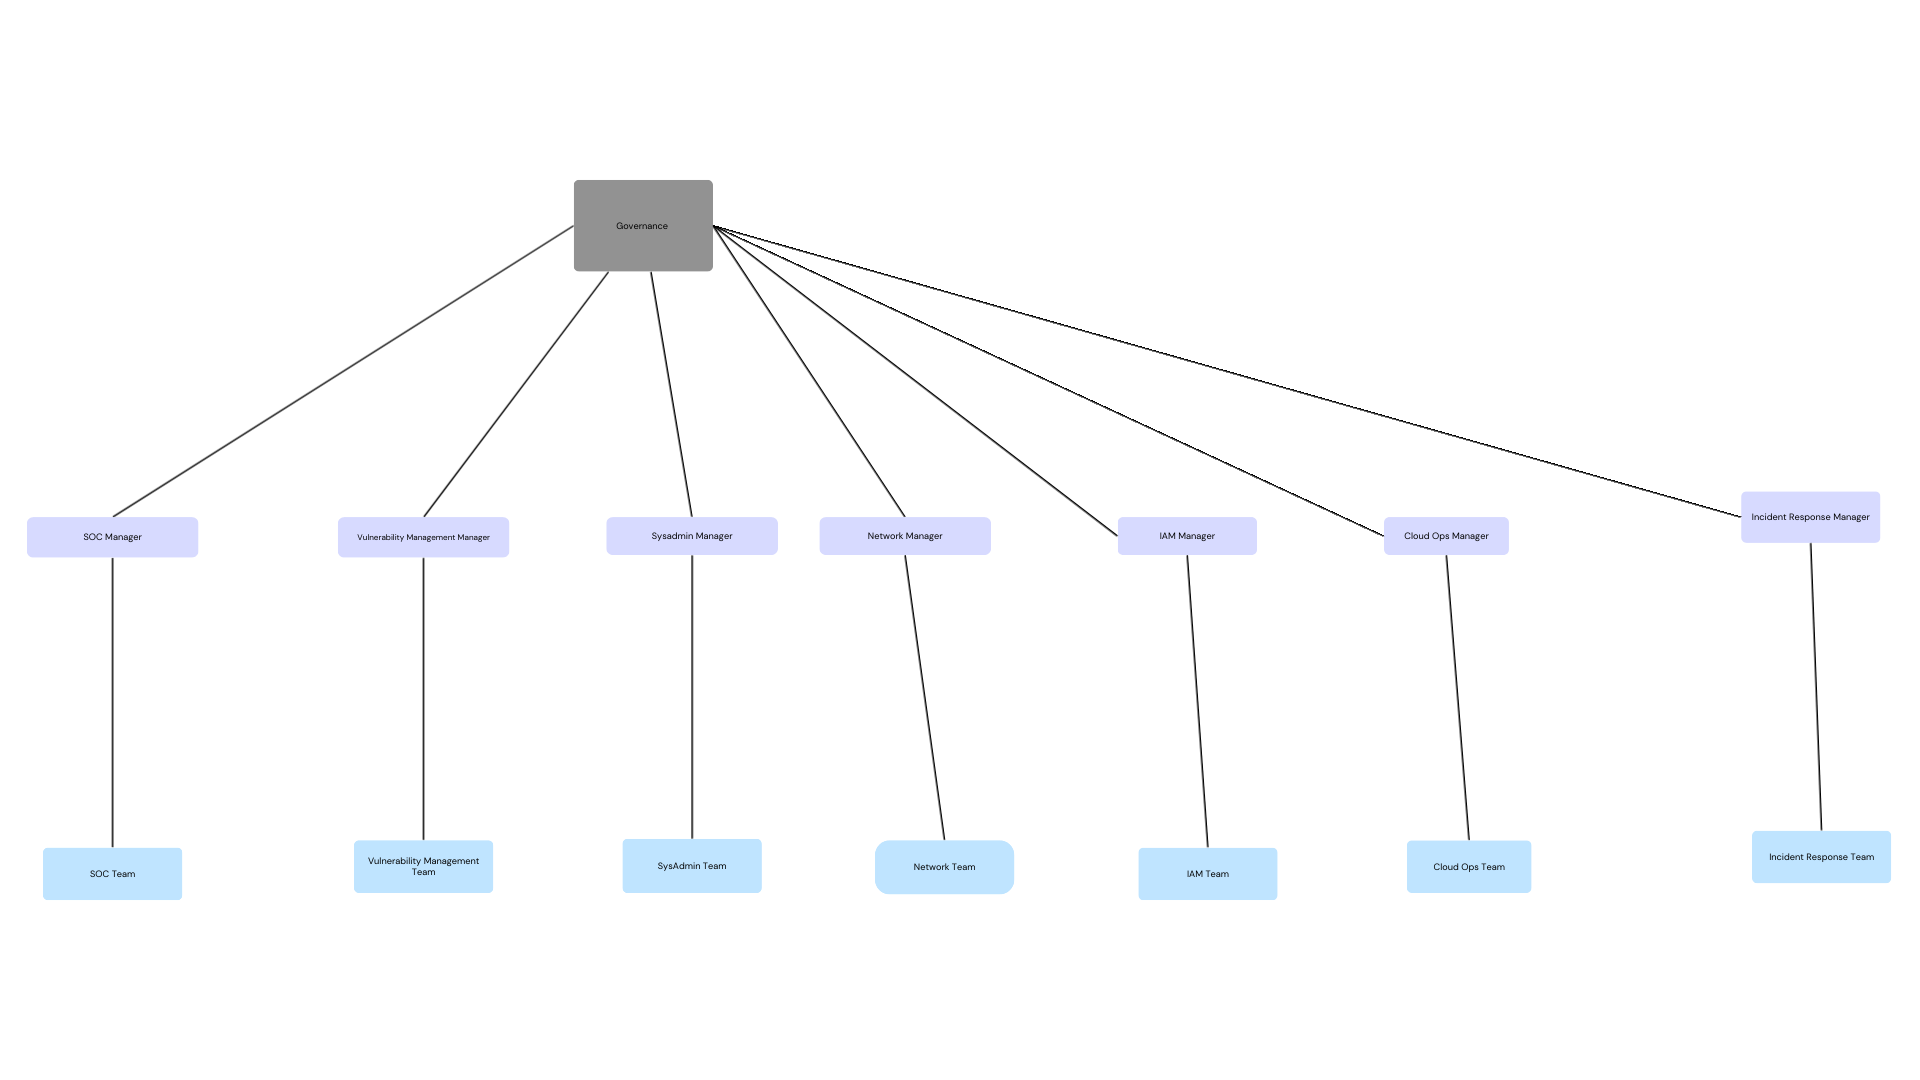 Governance
SOC Manager
Vulnerability Management Manager
Sysadmin Manager
Network Manager
IAM Manager
Cloud Ops Manager
Incident Response Manager
SOC Team
Vulnerability Management
Team
SysAdmin Team
Network Team
IAM Team
Cloud Ops Team
Incident Response Team